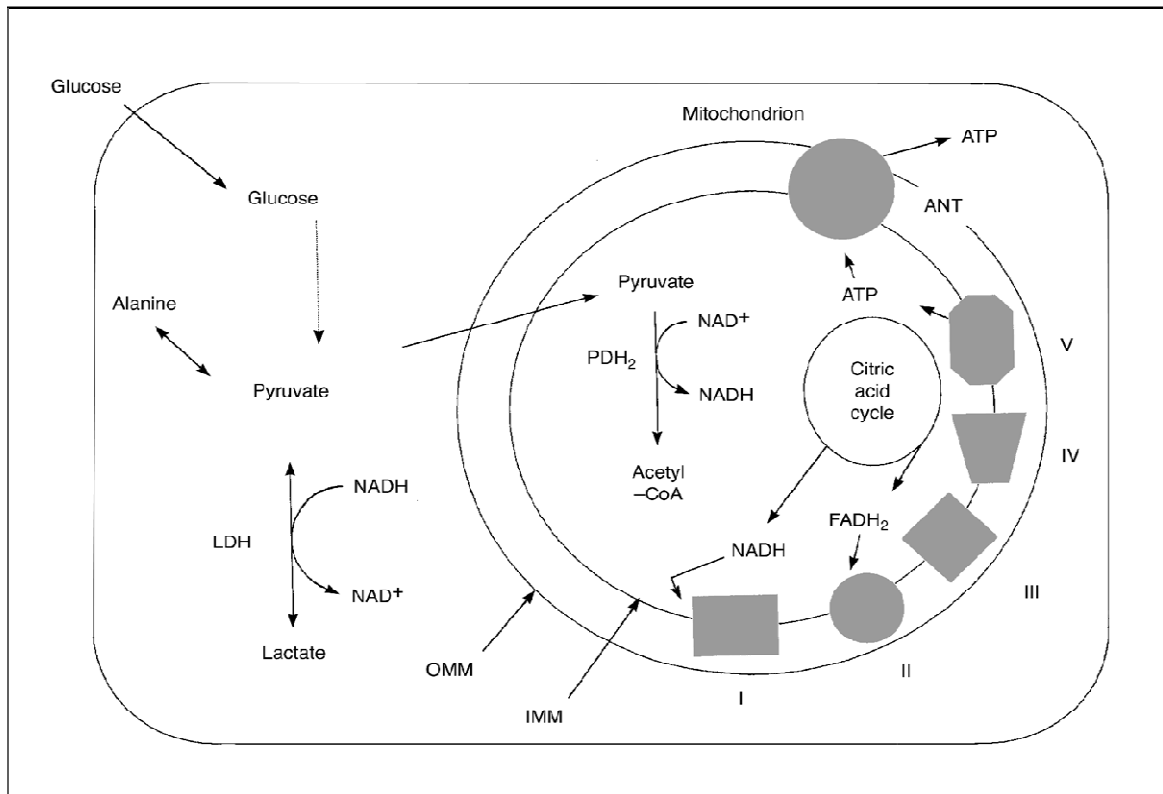 Glucose
Mitochondrion
ATP
Glucose
ANT
Alanine
Pyruvate
ATP
NAD+
V
PDH2
Citric
acid
cycle
Pyruvate
NADH
IV
Acetyl
–CoA
NADH
FADH2
LDH
NADH
NAD+
III
Lactate
OMM
II
IMM
I